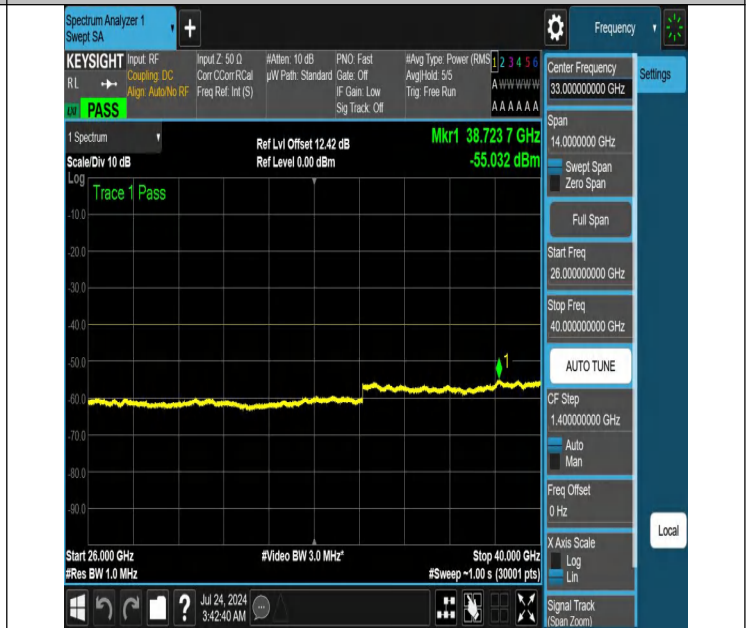 Spectrum Analyzer 1
Swept SA
+
Frequency
KEYSIGHT
RL
PASS
Input: RF
Coupling: DC
Align: Auto/No RF
Input Z: 50 Ω
Corr CCorr RCal
Freq Ref: Int (S)
#Atten: 10 dB
µW Path: Standard
PNO: Fast
Gate: Off
IF Gain: Low
Sig Track: Off
#Avg Type: Power (RMS
Avg|Hold: 5/5
Trig: Free Run
1 2 3 4 5 6
A W W W W W
A A A A A A
1 Spectrum
Scale/Div 10 dB
Ref Lvl Offset 12.42 dB
Ref Level 0.00 dBm
Mkr1 38.723 7 GHz
-55.032 dBm
Log
Trace 1 Pass
-10.0
-20.0
-30.0
-40.0
-50.0
-60.0
-70.0
-80.0
-90.0
1
Start 26.000 GHz
#Res BW 1.0 MHz
#Video BW 3.0 MHz*
Stop 40.000 GHz
#Sweep ~1.00 s (30001 pts)
Center Frequency
33.000000000 GHz
Settings
Span
14.0000000 GHz
Swept Span
Zero Span
Full Span
Start Freq
26.000000000 GHz
Stop Freq
40.000000000 GHz
AUTO TUNE
CF Step
1.400000000 GHz
Auto
Man
Freq Offset
0 Hz
X Axis Scale
Log
Lin
Local
Signal Track
(Span Zoom)
?
Jul 24, 2024
3:42:40 AM